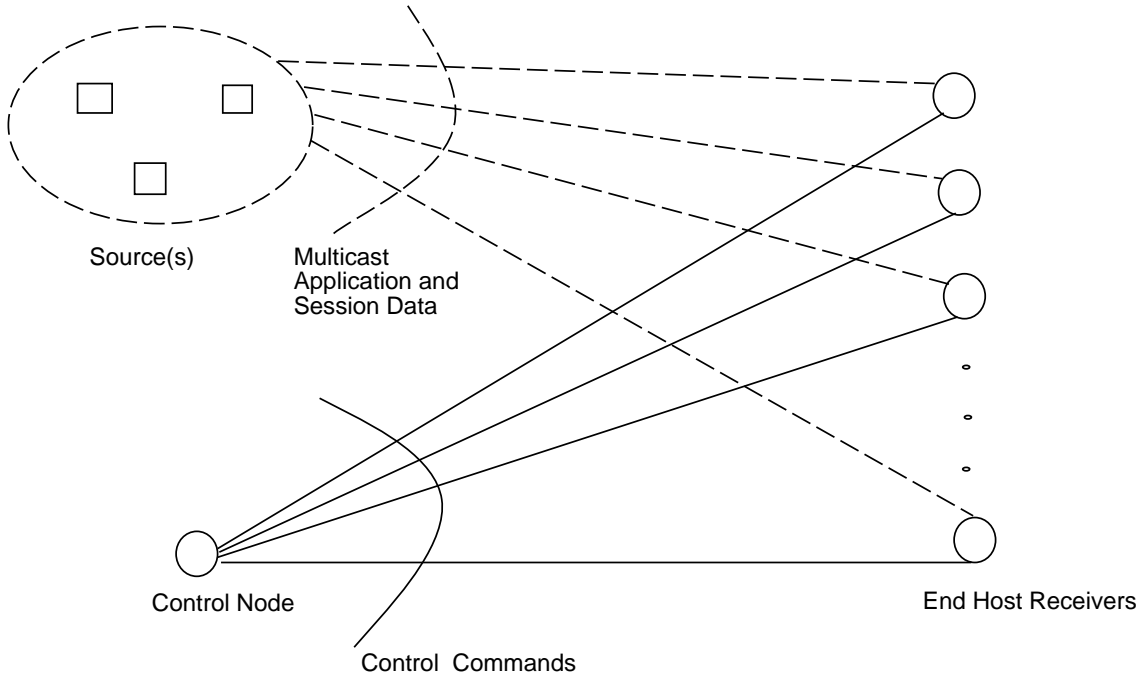 Source(s)
Multicast
Application and
Session Data
Control Node
End Host Receivers
Control Commands